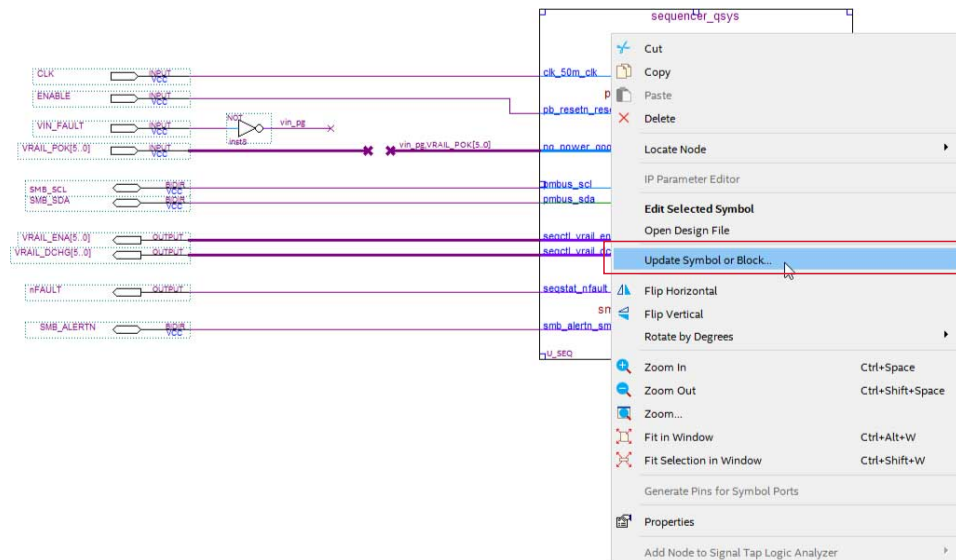 sequencer_qsys
CLK INPUT VCC clk_50m_clk
ENABLE INPUT VCC pb_resetn_rese
VIN_FAULT INPUT VCC NOT inst8 vin_pg
VRAIL_POK[5..0] INPUT VCC vin_pg,VRAIL_POK[5..0]
SMB_SCL BIDIR VCC pmbus_scl
SMB_SDA BIDIR VCC pmbus_sda
VRAIL_ENA[5..0] OUTPUT seqctl_vrail_en
VRAIL_DCHG[5..0] OUTPUT
nFAULT OUTPUT seqstat_nfault
SMB_ALERTN BIDIR VCC smb_alertn_sm
U_SEQ
Cut
Copy
Paste
Delete
Locate Node
IP Parameter Editor
Edit Selected Symbol
Open Design File
Update Symbol or Block...
Flip Horizontal
Flip Vertical
Rotate by Degrees
Zoom In Ctrl+Space
Zoom Out Ctrl+Shift+Space
Zoom...
Fit in Window Ctrl+Alt+W
Fit Selection in Window Ctrl+Shift+W
Generate Pins for Symbol Ports
Properties
Add Node to Signal Tap Logic Analyzer